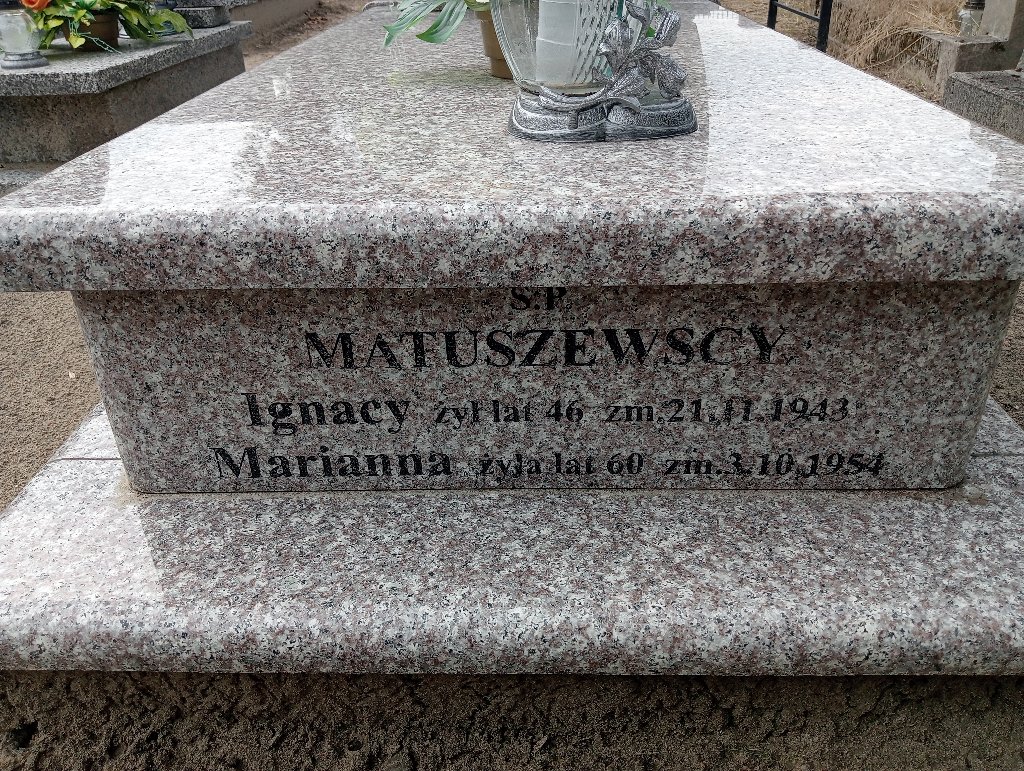 Ś.P.
MATUSZEWSCY
Ignacy żył lat 46 zm.21.11.1943
Marianna żyła lat 60 zm.3.10.1954